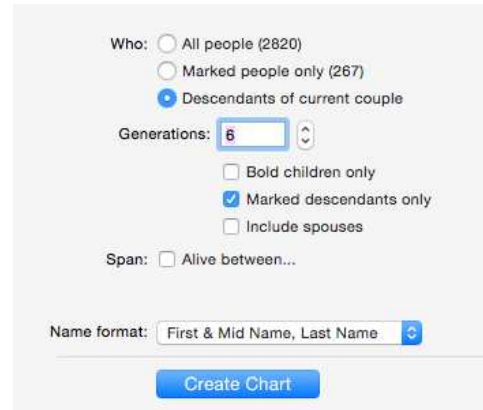 Who: All people (2820)
Marked people only (267)
Descendants of current couple
Generations: 6
Bold children only
Marked descendants only
Include spouses
Span: Alive between...
Name format: First & Mid Name, Last Name
Create Chart